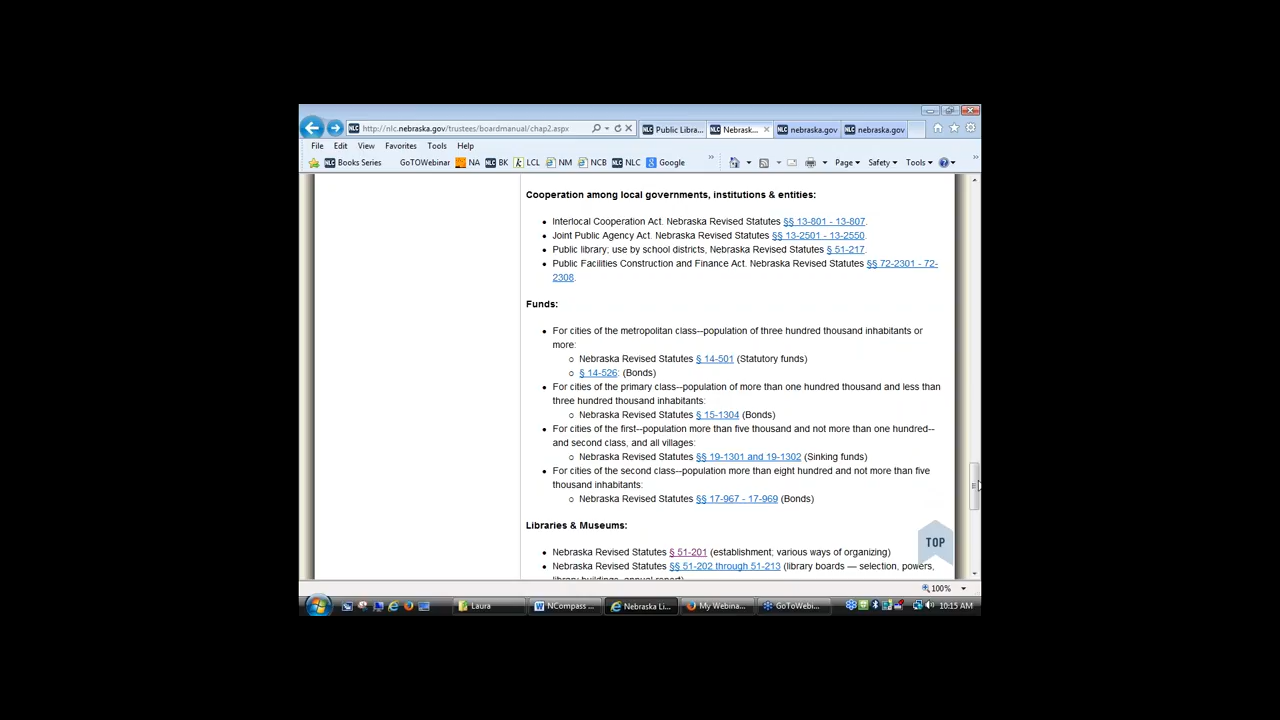 http://nlc.nebraska.gov/trustees/boardmanual/chap2.aspx
Public Libra...
Nebrask...
nebraska.gov
nebraska.gov
File Edit View Favorites Tools Help
Books Series GoTOWebinar NA BK LCL NM NCB NLC Google
Page Safety Tools
Cooperation among local governments, institutions & entities:
• Interlocal Cooperation Act. Nebraska Revised Statutes §§ 13-801 - 13-807.
• Joint Public Agency Act. Nebraska Revised Statutes §§ 13-2501 - 13-2550.
• Public library; use by school districts, Nebraska Revised Statutes § 51-217.
• Public Facilities Construction and Finance Act. Nebraska Revised Statutes §§ 72-2301 - 72-
2308.
Funds:
• For cities of the metropolitan class--population of three hundred thousand inhabitants or
more:
o Nebraska Revised Statutes § 14-501 (Statutory funds)
o § 14-526: (Bonds)
• For cities of the primary class--population of more than one hundred thousand and less than
three hundred thousand inhabitants:
o Nebraska Revised Statutes § 15-1304 (Bonds)
• For cities of the first--population more than five thousand and not more than one hundred--
and second class, and all villages:
o Nebraska Revised Statutes §§ 19-1301 and 19-1302 (Sinking funds)
• For cities of the second class--population more than eight hundred and not more than five
thousand inhabitants:
o Nebraska Revised Statutes §§ 17-967 - 17-969 (Bonds)
Libraries & Museums:
TOP
• Nebraska Revised Statutes § 51-201 (establishment; various ways of organizing)
• Nebraska Revised Statutes §§ 51-202 through 51-213 (library boards — selection, powers,
library buildings, annual report)
100%
Laura
NCompass ...
Nebraska Li...
My Webina...
GoToWebi...
10:15 AM